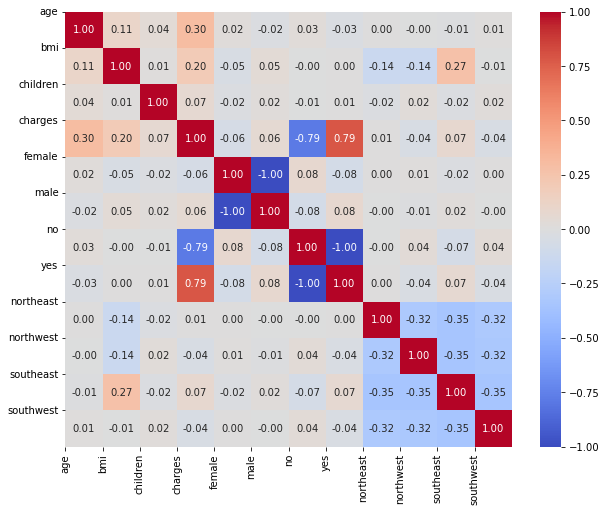 age
1.00 0.11 0.04 0.30 0.02 -0.02 0.03 -0.03 0.00 -0.00 -0.01 0.01
bmi
0.11 1.00 0.01 0.20 -0.05 0.05 -0.00 0.00 -0.14 -0.14 0.27 -0.01
children
0.04 0.01 1.00 0.07 -0.02 0.02 -0.01 0.01 -0.02 0.02 -0.02 0.02
charges
0.30 0.20 0.07 1.00 -0.06 0.06 -0.79 0.79 0.01 -0.04 0.07 -0.04
female
0.02 -0.05 -0.02 -0.06 1.00 -1.00 0.08 -0.08 -0.00 0.01 -0.02 0.00
male
-0.02 0.05 0.02 0.06 -1.00 1.00 -0.08 0.08 -0.00 -0.01 0.02 -0.00
no
0.03 -0.00 -0.01 -0.79 0.08 -0.08 1.00 -1.00 -0.00 0.04 -0.07 0.04
yes
-0.03 0.00 0.01 0.79 -0.08 0.08 -1.00 1.00 0.00 -0.04 0.07 -0.04
northeast
0.00 -0.14 -0.02 0.01 -0.00 -0.00 -0.00 0.00 1.00 -0.32 -0.35 -0.32
northwest
-0.00 -0.14 0.02 -0.04 0.01 -0.01 0.04 -0.04 -0.32 1.00 -0.35 -0.32
southeast
-0.01 0.27 -0.02 0.07 -0.02 0.02 -0.07 0.07 -0.35 -0.35 1.00 -0.35
southwest
0.01 -0.01 0.02 -0.04 0.00 -0.00 0.04 -0.04 -0.32 -0.32 -0.35 1.00
age bmi children charges female male no yes northeast northwest southeast southwest
1.00
0.75
0.50
0.25
0.00
-0.25
-0.50
-0.75
-1.00